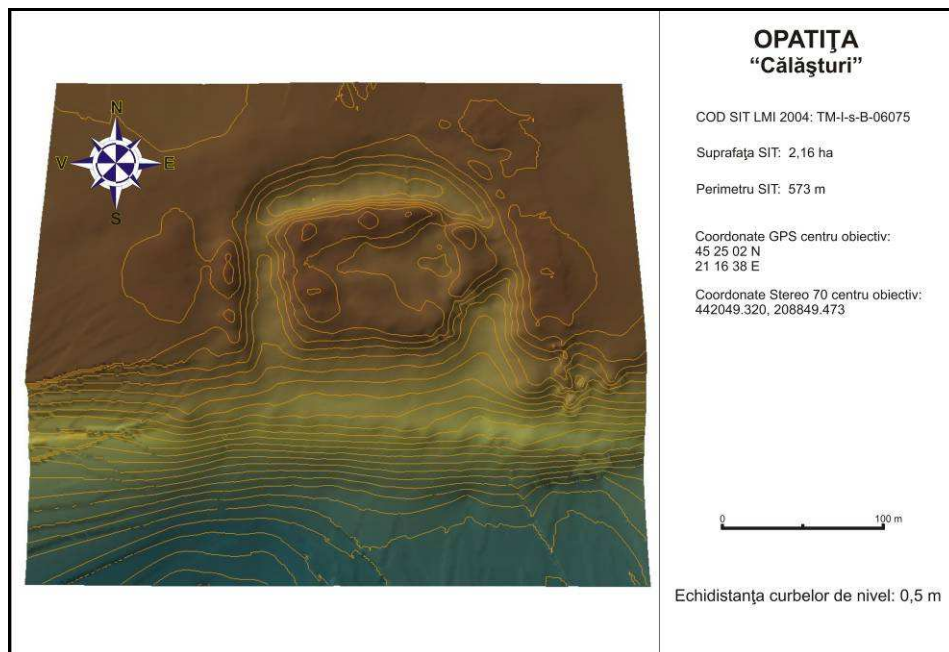 N
V E
S
OPATIŢA
“Călăşturi”
COD SIT LMI 2004: TM-I-s-B-06075
Suprafaţa SIT: 2,16 ha
Perimetru SIT: 573 m
Coordonate GPS centru obiectiv:
45 25 02 N
21 16 38 E
Coordonate Stereo 70 centru obiectiv:
442049.320, 208849.473
0 100 m
Echidistanţa curbelor de nivel: 0,5 m